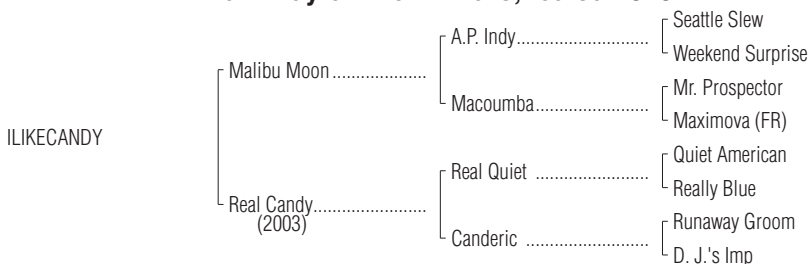 Seattle Slew
A.P. Indy
Weekend Surprise
Malibu Moon
Mr. Prospector
Macoumba
Maximova (FR)
ILIKECANDY
Quiet American
Real Quiet
Really Blue
Real Candy
(2003)
Runaway Groom
Canderic
D. J.'s Imp